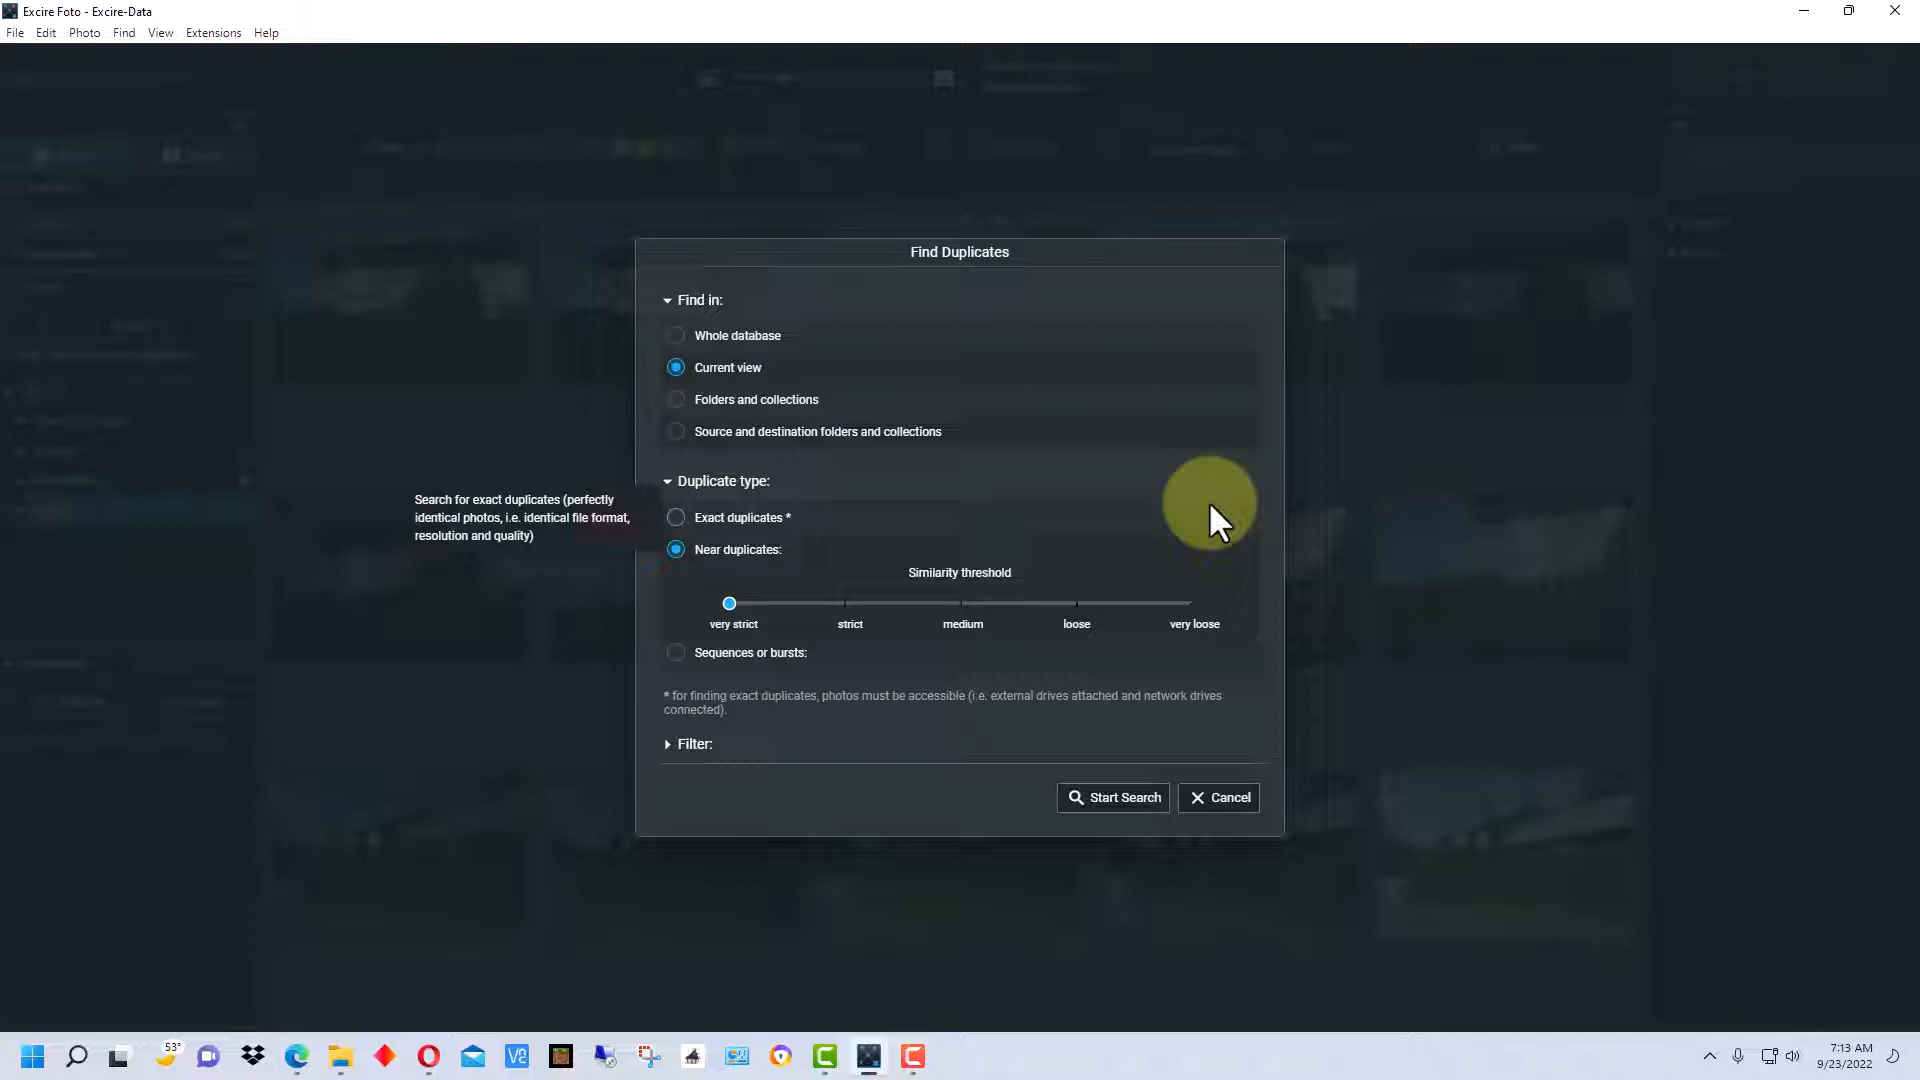 Excire Foto - Excire-Data
File Edit Photo Find View Extensions Help
Find Duplicates
Find in:
Whole database
Current view
Folders and collections
Source and destination folders and collections
Duplicate type:
Search for exact duplicates (perfectly
identical photos, i.e. identical file format,
resolution and quality)
Exact duplicates *
Near duplicates:
Similarity threshold
very strict strict medium loose very loose
Sequences or bursts:
* for finding exact duplicates, photos must be accessible (i.e. external drives attached and network drives
connected).
Filter:
Start Search Cancel
53°
7:13 AM
9/23/2022